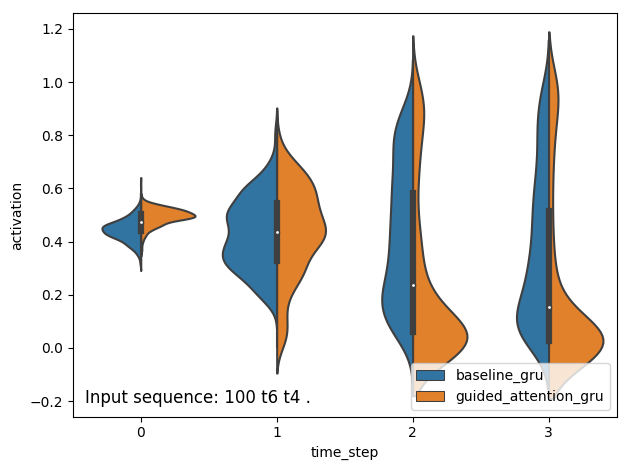 1.2
1.0
0.8
0.6
0.4
0.2
0.0
−0.2
activation
Input sequence: 100 t6 t4 .
baseline_gru
guided_attention_gru
0 1 2 3
time_step